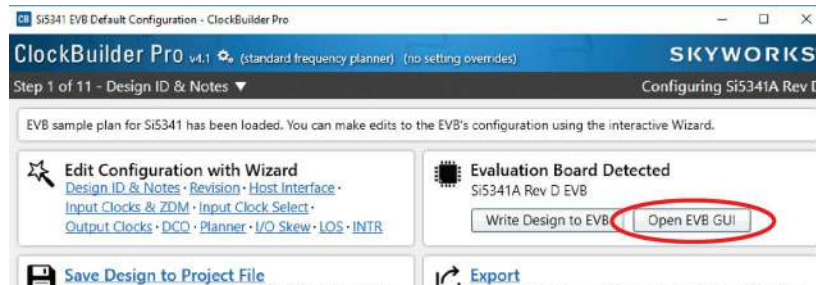 CB Si5341 EVB Default Configuration - ClockBuilder Pro
ClockBuilder Pro v4.1 (standard frequency planner) (no setting overrides) SKYWORKS
Step 1 of 11 - Design ID & Notes ▼ Configuring Si5341A Rev D
EVB sample plan for Si5341 has been loaded. You can make edits to the EVB's configuration using the interactive Wizard.
Edit Configuration with Wizard
Design ID & Notes · Revision · Host Interface ·
Input Clocks & ZDM · Input Clock Select ·
Output Clocks · DCO · Planner · I/O Skew · LOS · INTR
Evaluation Board Detected
Si5341A Rev D EVB
Write Design to EVB Open EVB GUI
Save Design to Project File
Export